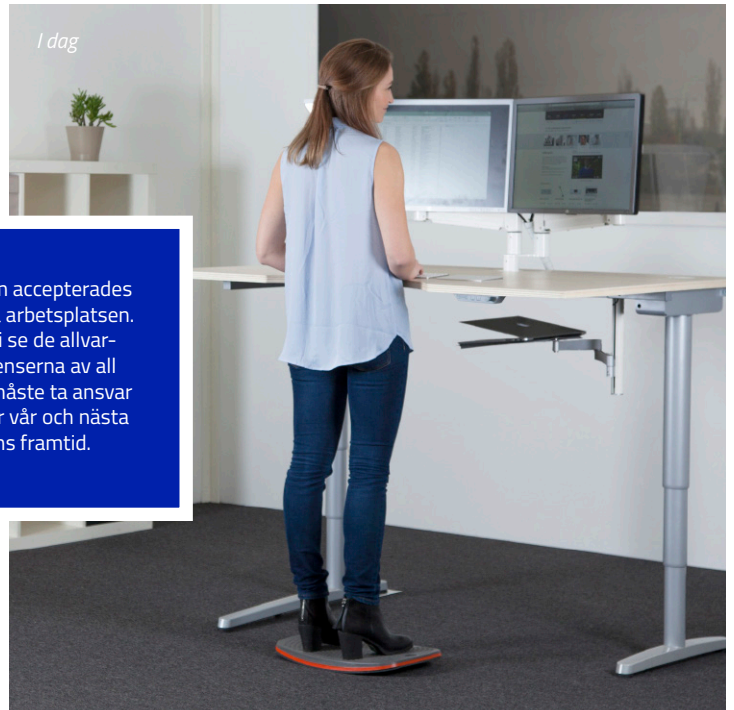 I dag
accepterades
arbetsplatsen.
i se de allvar-
enserna av all
måste ta ansvar
r vår och nästa
ns framtid.